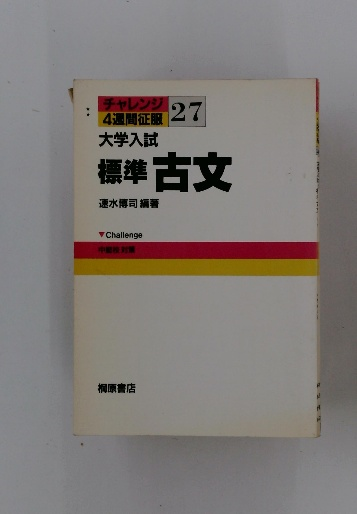 チャレンジ
4週間征服
27
大学入試
標準 古文
速水博司 編著
▼Challenge
桐原書店